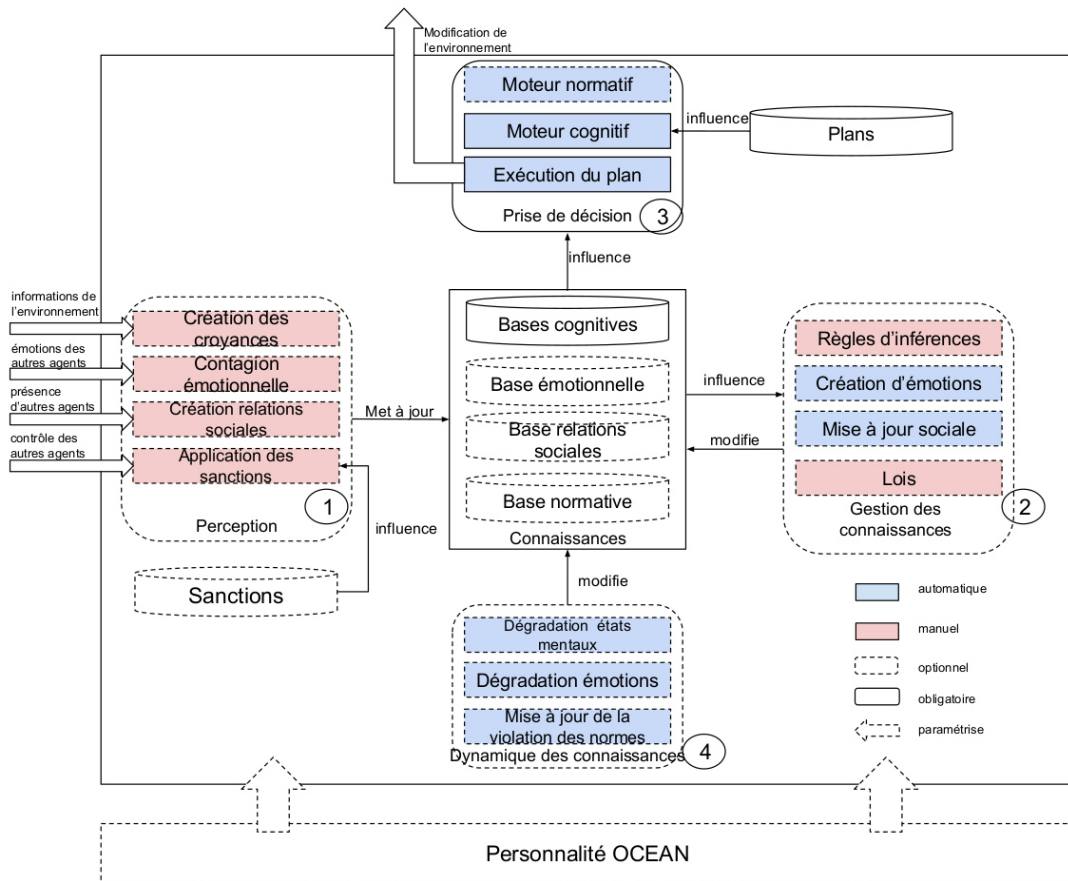 Modification de
l'environnement
Moteur normatif
Moteur cognitif
Exécution du plan
Prise de décision
3
influence
Plans
influence
informations de
l'environnement
émotions des
autres agents
présence
d'autres agents
contrôle des
autres agents
Création des
croyances
Contagion
émotionnelle
Création relations
sociales
Application des
sanctions
1
Perception
Met à jour
influence
Sanctions
Bases cognitives
Base émotionnelle
Base relations
sociales
Base normative
Connaissances
influence
modifie
Règles d'inférences
Création d'émotions
Mise à jour sociale
Lois
Gestion des
connaissances
2
modifie
Dégradation états
mentaux
Dégradation émotions
Mise à jour de la
violation des normes
Dynamique des connaissances
4
automatique
manuel
optionnel
obligatoire
paramétrise
Personnalité OCEAN